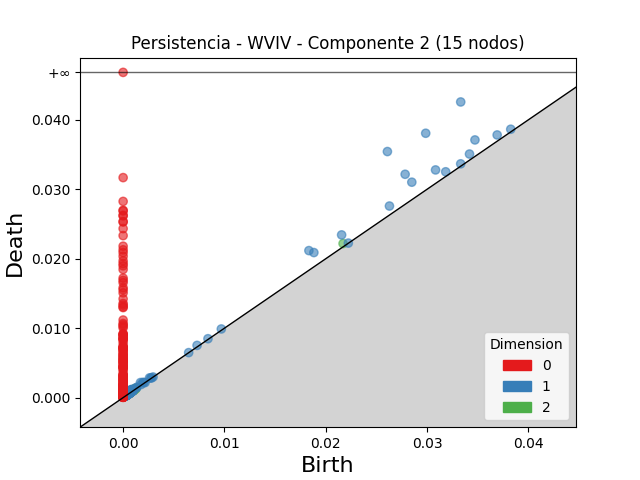 Persistencia - WVIV - Componente 2 (15 nodos)
+∞
0.040
0.030
0.020
0.010
0.000
Death
0.00 0.01 0.02 0.03 0.04
Birth
Dimension
0
1
2